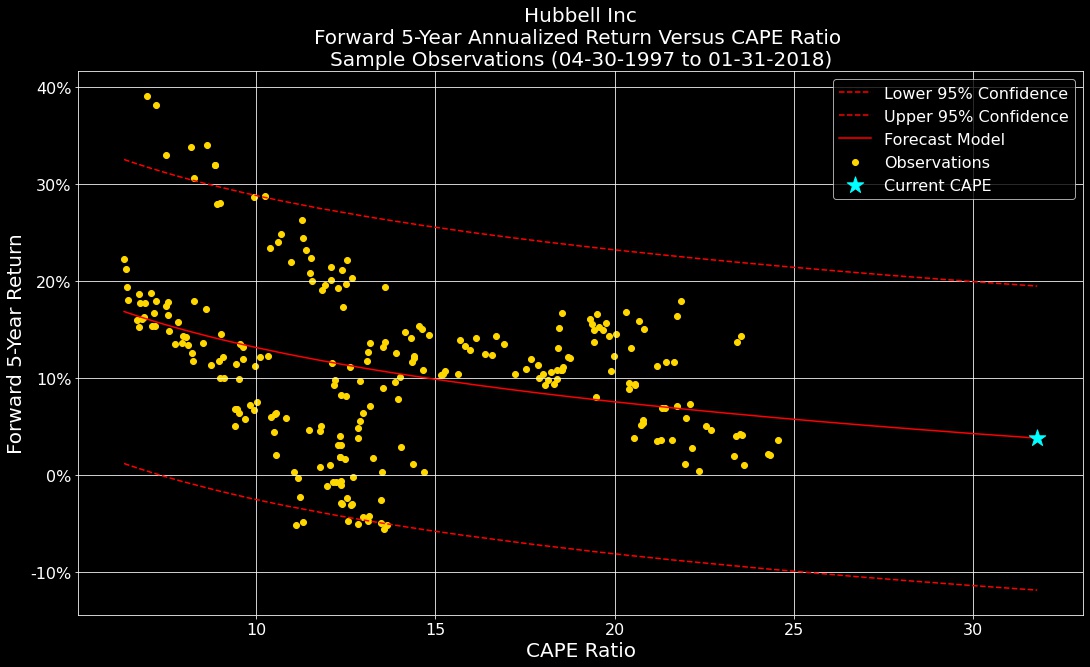 Hubbell Inc
Forward 5-Year Annualized Return Versus CAPE Ratio
Sample Observations (04-30-1997 to 01-31-2018)
Lower 95% Confidence
Upper 95% Confidence
Forecast Model
Observations
Current CAPE
Forward 5-Year Return
40%
30%
20%
10%
0%
-10%
10
15
20
25
30
CAPE Ratio